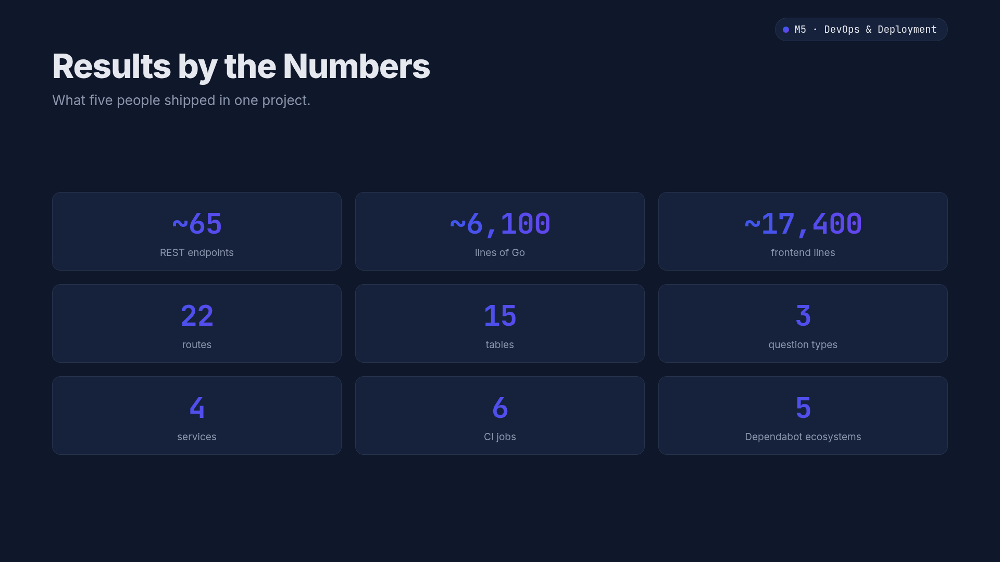 M5 · DevOps & Deployment
Results by the Numbers
What five people shipped in one project.
~65
REST endpoints
~6,100
lines of Go
~17,400
frontend lines
22
routes
15
tables
3
question types
4
services
6
CI jobs
5
Dependabot ecosystems